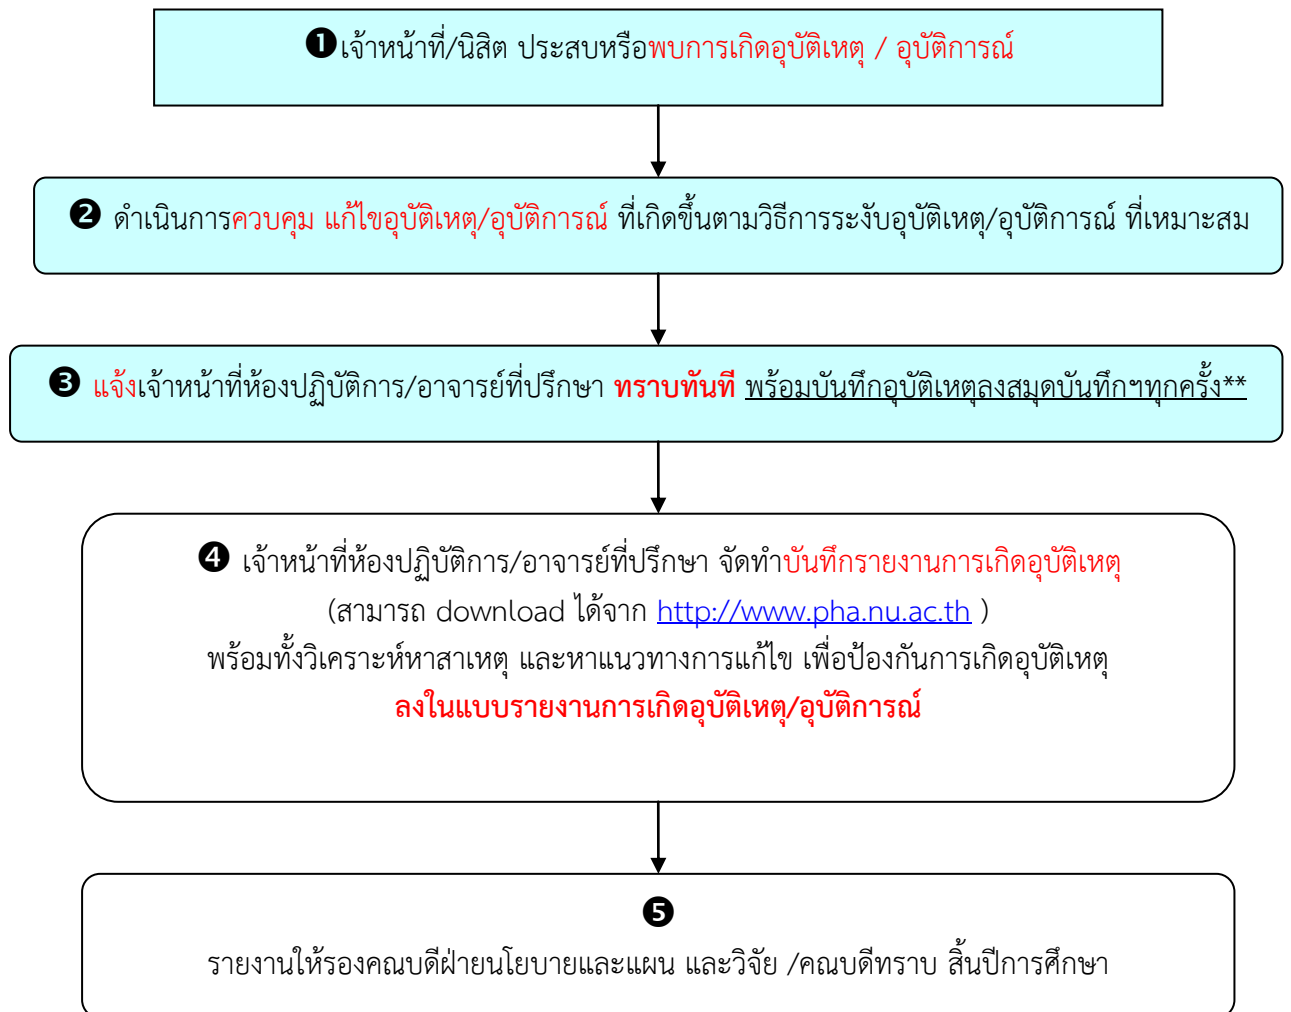 ❶เจ้าหน้าที่/นิสิต ประสบหรือพบการเกิดอุบัติเหตุ / อุบัติการณ์
❷ ดำเนินการควบคุม แก้ไขอุบัติเหตุ/อุบัติการณ์ ที่เกิดขึ้นตามวิธีการระงับอุบัติเหตุ/อุบัติการณ์ ที่เหมาะสม
❸ แจ้งเจ้าหน้าที่ห้องปฏิบัติการ/อาจารย์ที่ปรึกษา ทราบทันที พร้อมบันทึกอุบัติเหตุลงสมุดบันทึกฯทุกครั้ง**
❹ เจ้าหน้าที่ห้องปฏิบัติการ/อาจารย์ที่ปรึกษา จัดทำบันทึกรายงานการเกิดอุบัติเหตุ
(สามารถ download ได้จาก http://www.pha.nu.ac.th )
พร้อมทั้งวิเคราะห์หาสาเหตุ และหาแนวทางการแก้ไข เพื่อป้องกันการเกิดอุบัติเหตุ
ลงในแบบรายงานการเกิดอุบัติเหตุ/อุบัติการณ์
❺
รายงานให้รองคณบดีฝ่ายนโยบายและแผน และวิจัย /คณบดีทราบ สิ้นปีการศึกษา